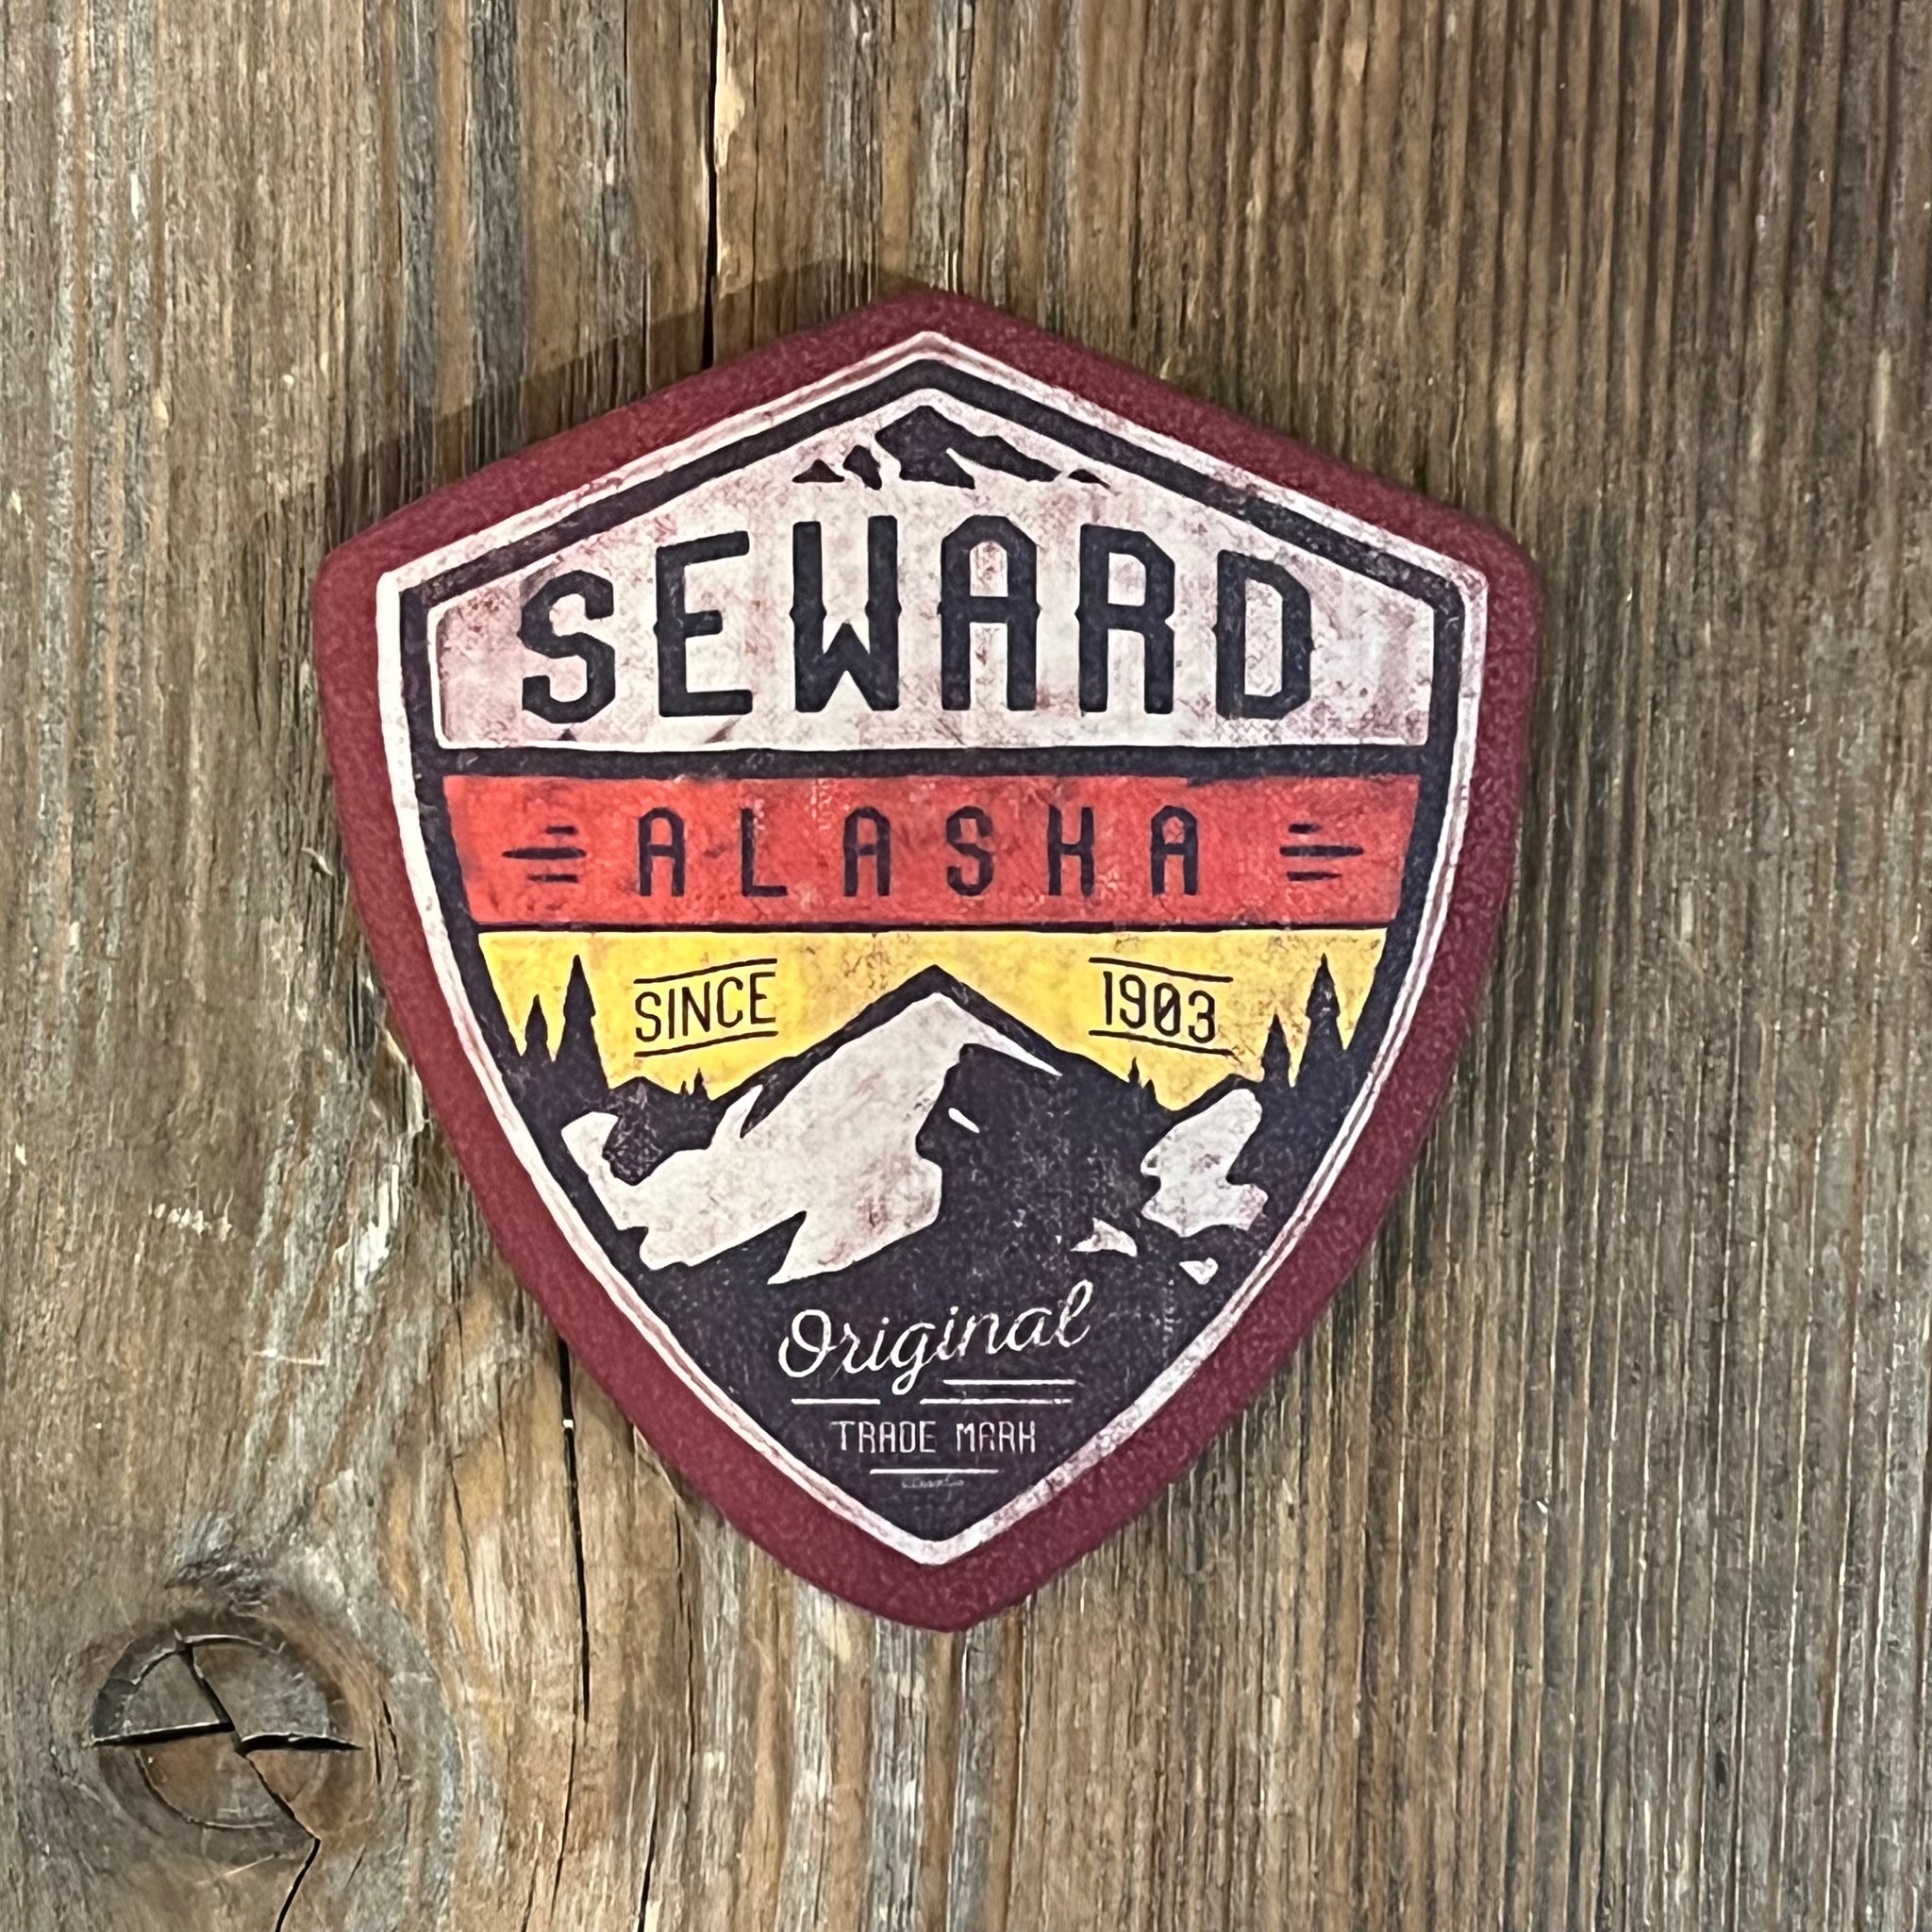 SEWARD
ALASKA
SINCE 1903
Original
TRADE MARK